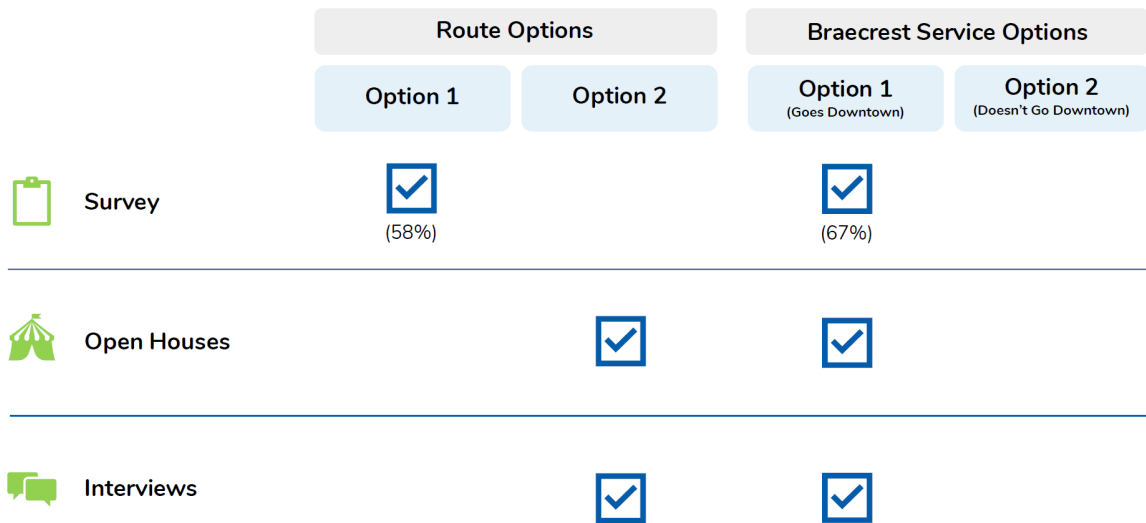 Route Options
Braecrest Service Options
Option 1
Option 2
Option 1
(Goes Downtown)
Option 2
(Doesn't Go Downtown)
Survey
(58%)
(67%)
Open Houses
Interviews